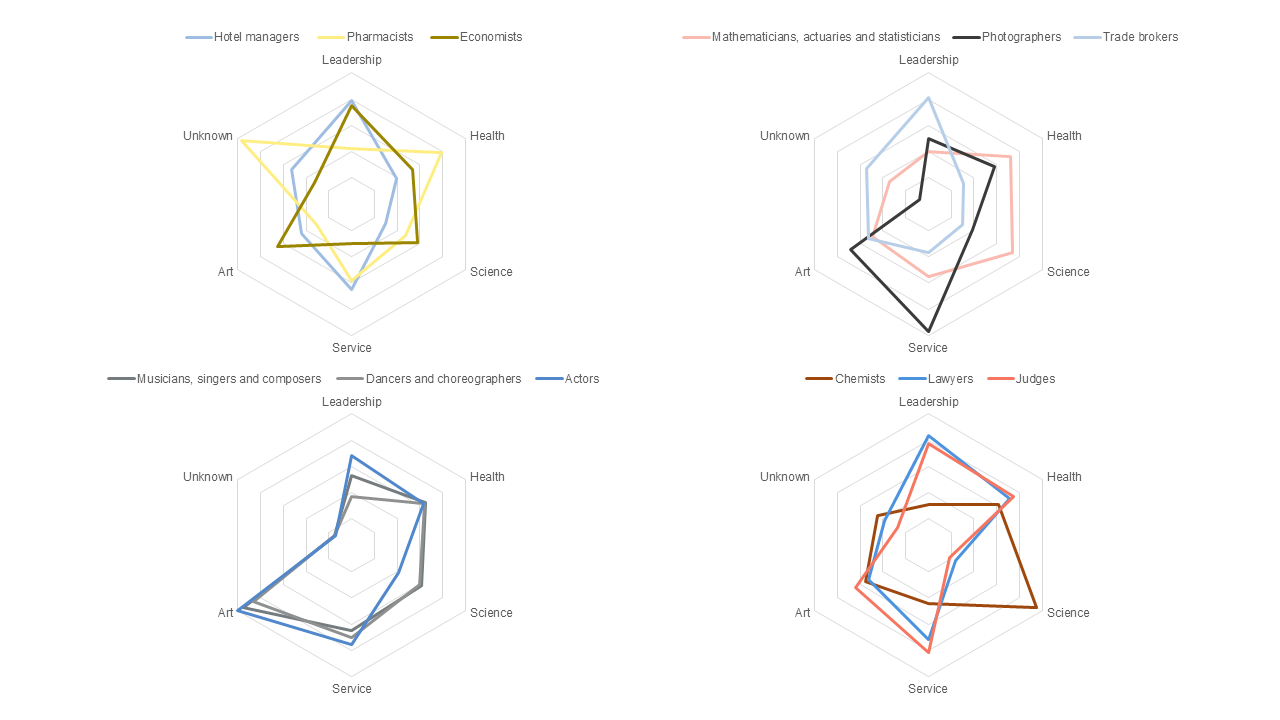 Hotel managers Pharmacists Economists
Leadership
Health
Science
Service
Art
Unknown
Mathematicians, actuaries and statisticians Photographers Trade brokers
Leadership
Health
Science
Service
Art
Unknown
Musicians, singers and composers Dancers and choreographers Actors
Leadership
Health
Science
Service
Art
Unknown
Chemists Lawyers Judges
Leadership
Health
Science
Service
Art
Unknown